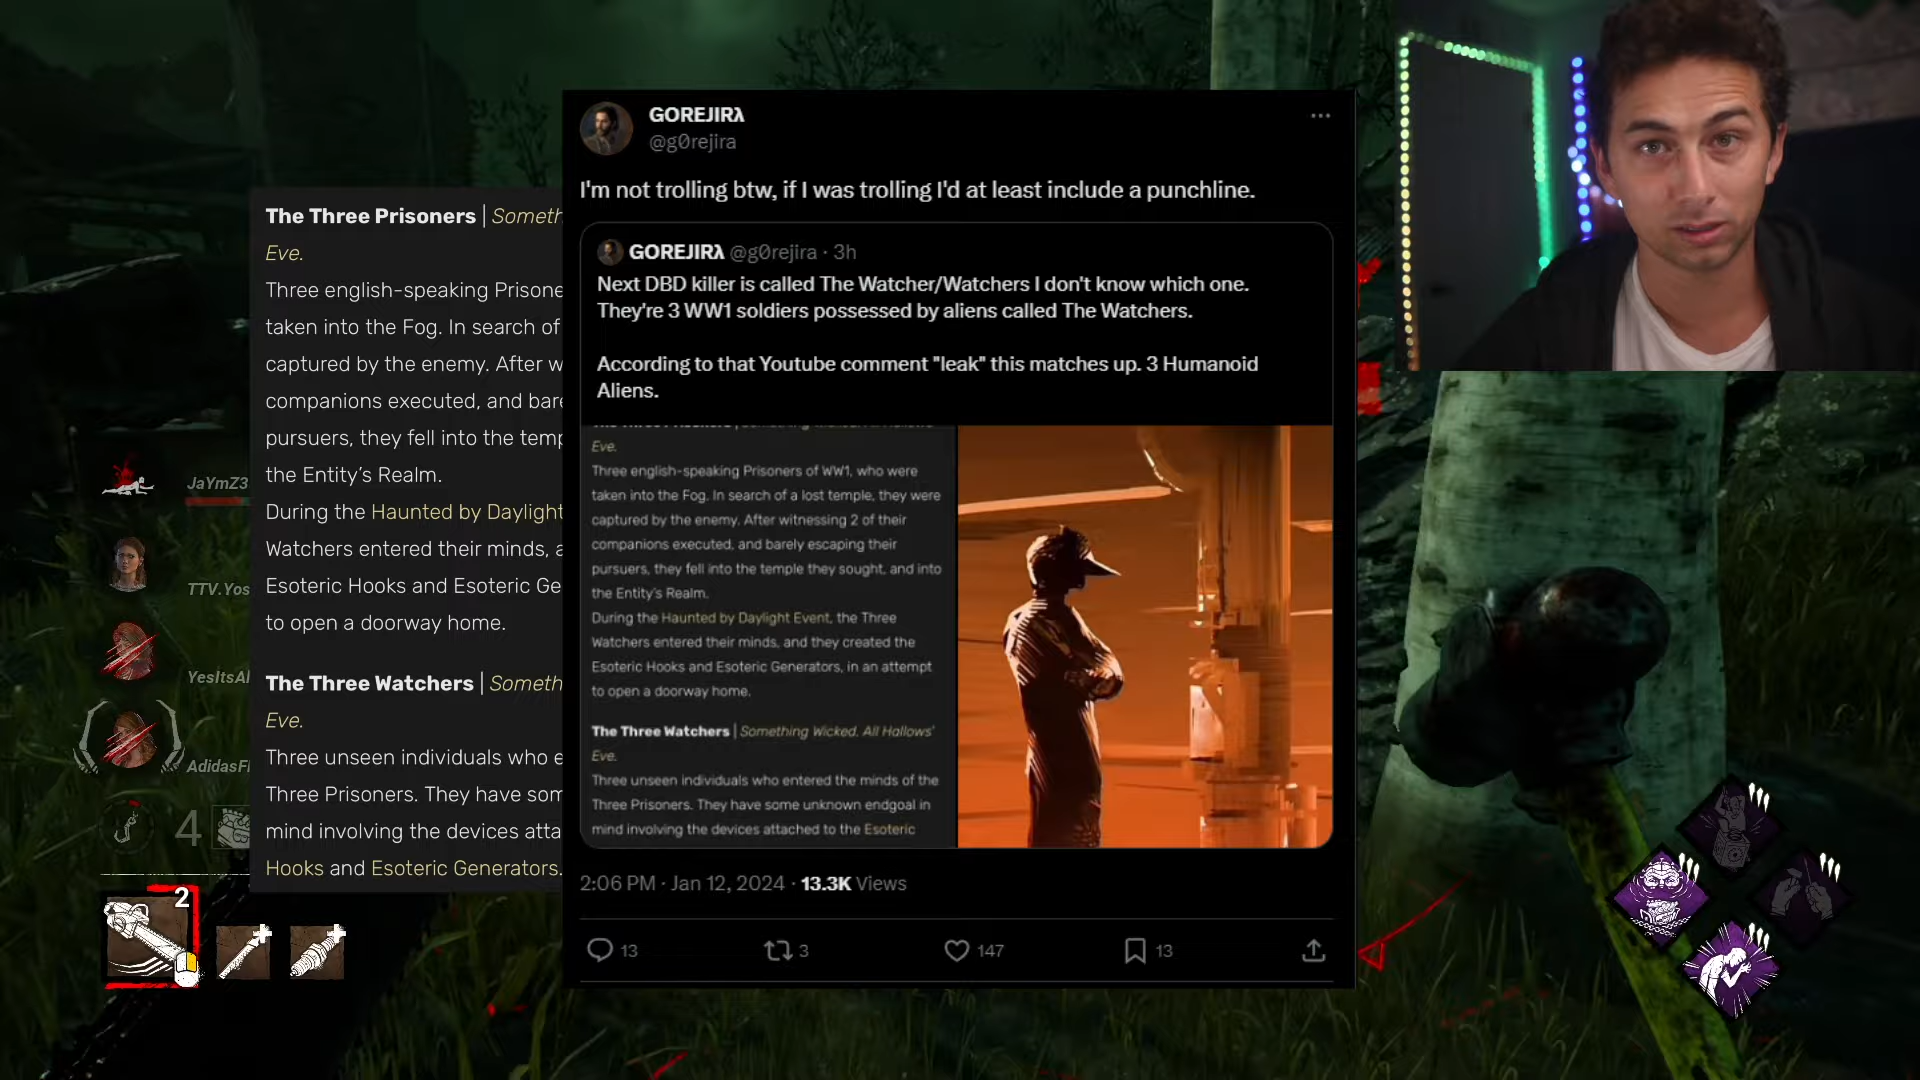 GOREJIRλ
@g0rejira
I'm not trolling btw, if I was trolling I'd at least include a punchline.
GOREJIRλ @g0rejira · 3h
Next DBD killer is called The Watcher/Watchers I don't know which one.
They're 3 WW1 soldiers possessed by aliens called The Watchers.
According to that Youtube comment "leak" this matches up. 3 Humanoid
Aliens.
Eve.
Three english-speaking Prisoners of WW1, who were
taken into the Fog. In search of a lost temple, they were
captured by the enemy. After witnessing 2 of their
companions executed, and barely escaping their
pursuers, they fell into the temple they sought, and into
the Entity's Realm.
During the Haunted by Daylight Event, the Three
Watchers entered their minds, and they created the
Esoteric Hooks and Esoteric Generators, in an attempt
to open a doorway home.
The Three Watchers | Something Wicked. All Hallows'
Eve.
Three unseen individuals who entered the minds of the
Three Prisoners. They have some unknown endgoal in
mind involving the devices attached to the Esoteric
2:06 PM · Jan 12, 2024 · 13.3K Views
13
3
147
13
The Three Prisoners | Someth
Eve.
Three english-speaking Prisone
taken into the Fog. In search of
captured by the enemy. After w
companions executed, and bare
pursuers, they fell into the temp
the Entity's Realm.
During the Haunted by Daylight
Watchers entered their minds, a
Esoteric Hooks and Esoteric Ge
to open a doorway home.
The Three Watchers | Someth
Eve.
Three unseen individuals who e
Three Prisoners. They have som
mind involving the devices atta
Hooks and Esoteric Generators.
JaYmZ3
TTV.Yos
YesItsAl
AdidasFl
4
2